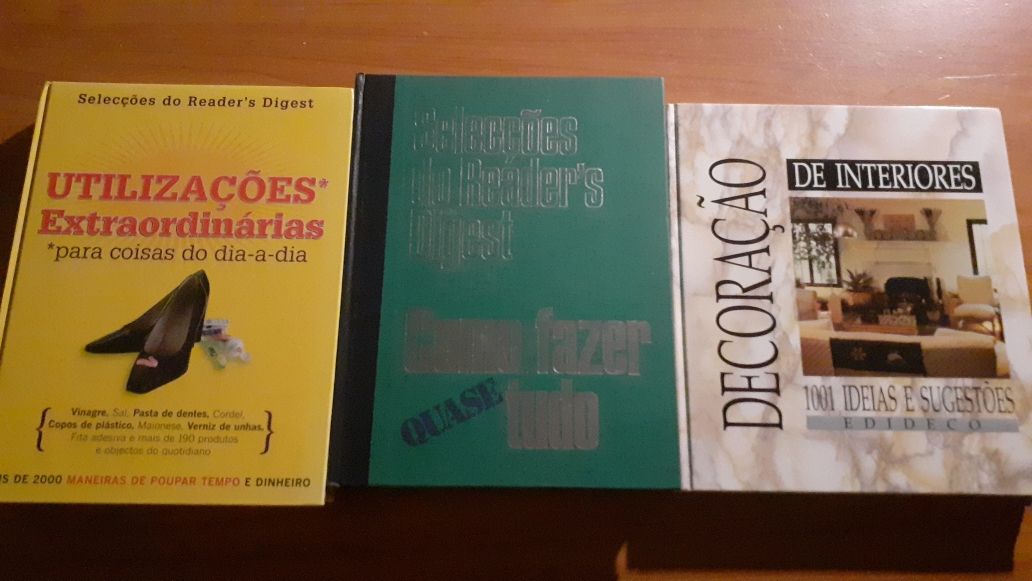 Selecções do Reader's Digest
UTILIZAÇÕES*
Extraordinárias
*para coisas do dia-a-dia
{ Vinagre, Sal, Pasta de dentes, Cordel,
Copos de plástico, Maionese, Verniz de unhas,
Fita adesiva e mais de 190 produtos
e objectos do quotidiano }
IS DE 2000 MANEIRAS DE POUPAR TEMPO E DINHEIRO
Selecções
do Reader's
Digest
Como fazer
QUASE
tudo
DECORAÇÃO
DE INTERIORES
1001 IDEIAS E SUGESTÕES
EDIDECO